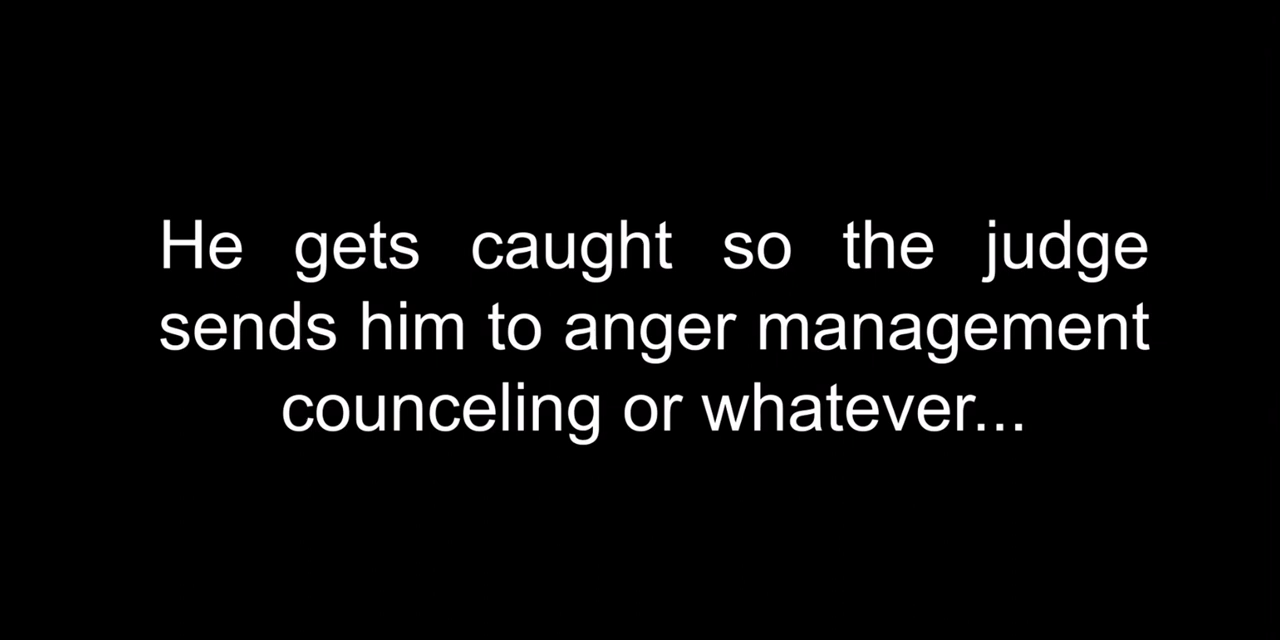 He gets caught so the judge
sends him to anger management
counceling or whatever...